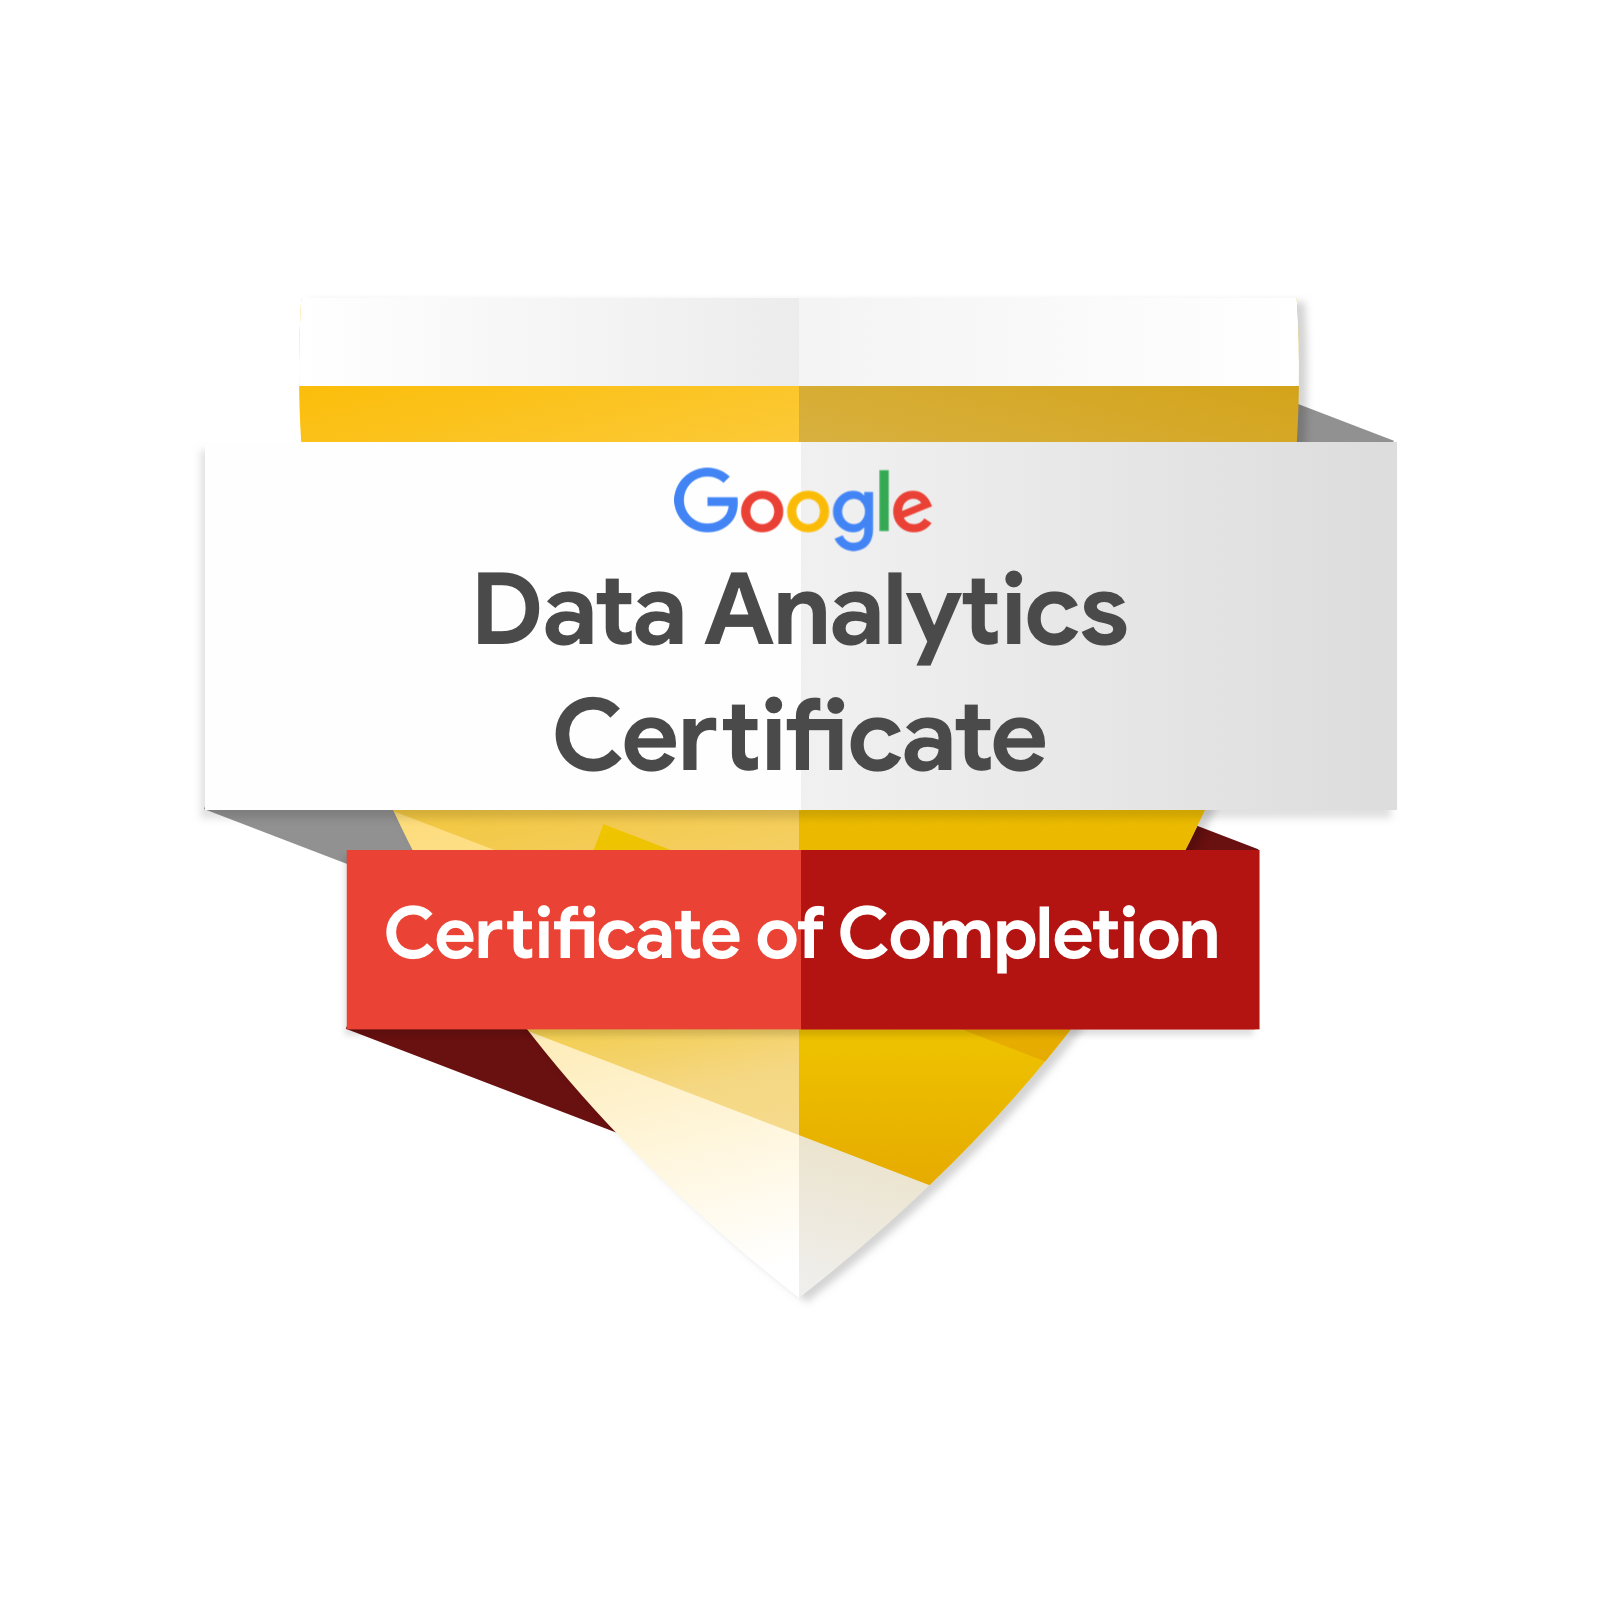 Google
Data Analytics
Certificate
Certificate of Completion